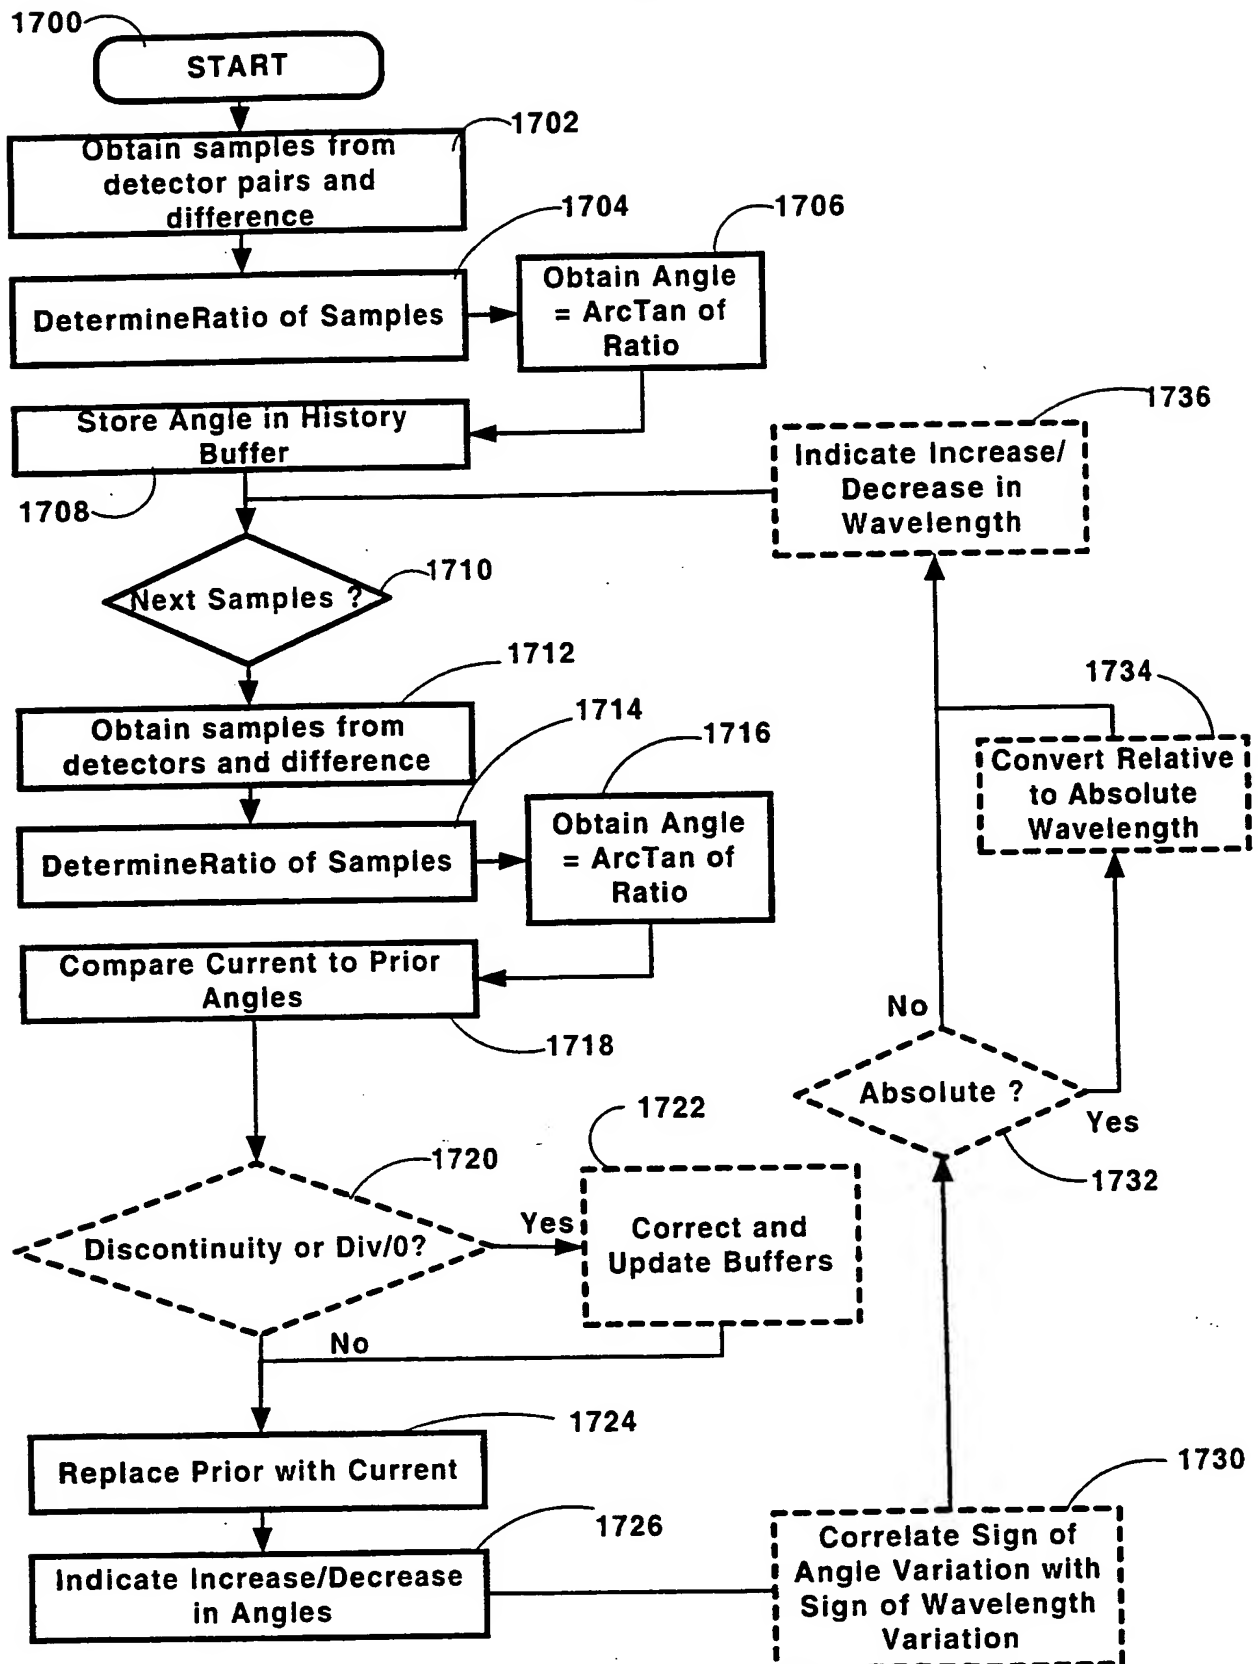 1700
START
1702
Obtain samples from
detector pairs and
difference
1704
1706
DetermineRatio of Samples
Obtain Angle
= ArcTan of
Ratio
Store Angle in History
Buffer
1708
1736
Indicate Increase/
Decrease in
Wavelength
1710
Next Samples ?
1712
Obtain samples from
detectors and difference
1714
1716
DetermineRatio of Samples
Obtain Angle
= ArcTan of
Ratio
1734
Convert Relative
to Absolute
Wavelength
Compare Current to Prior
Angles
1718
No
Absolute ?
Yes
1732
1720
Discontinuity or Div/0?
Yes
No
1722
Correct and
Update Buffers
1724
Replace Prior with Current
1726
Indicate Increase/Decrease
in Angles
1730
Correlate Sign of
Angle Variation with
Sign of Wavelength
Variation